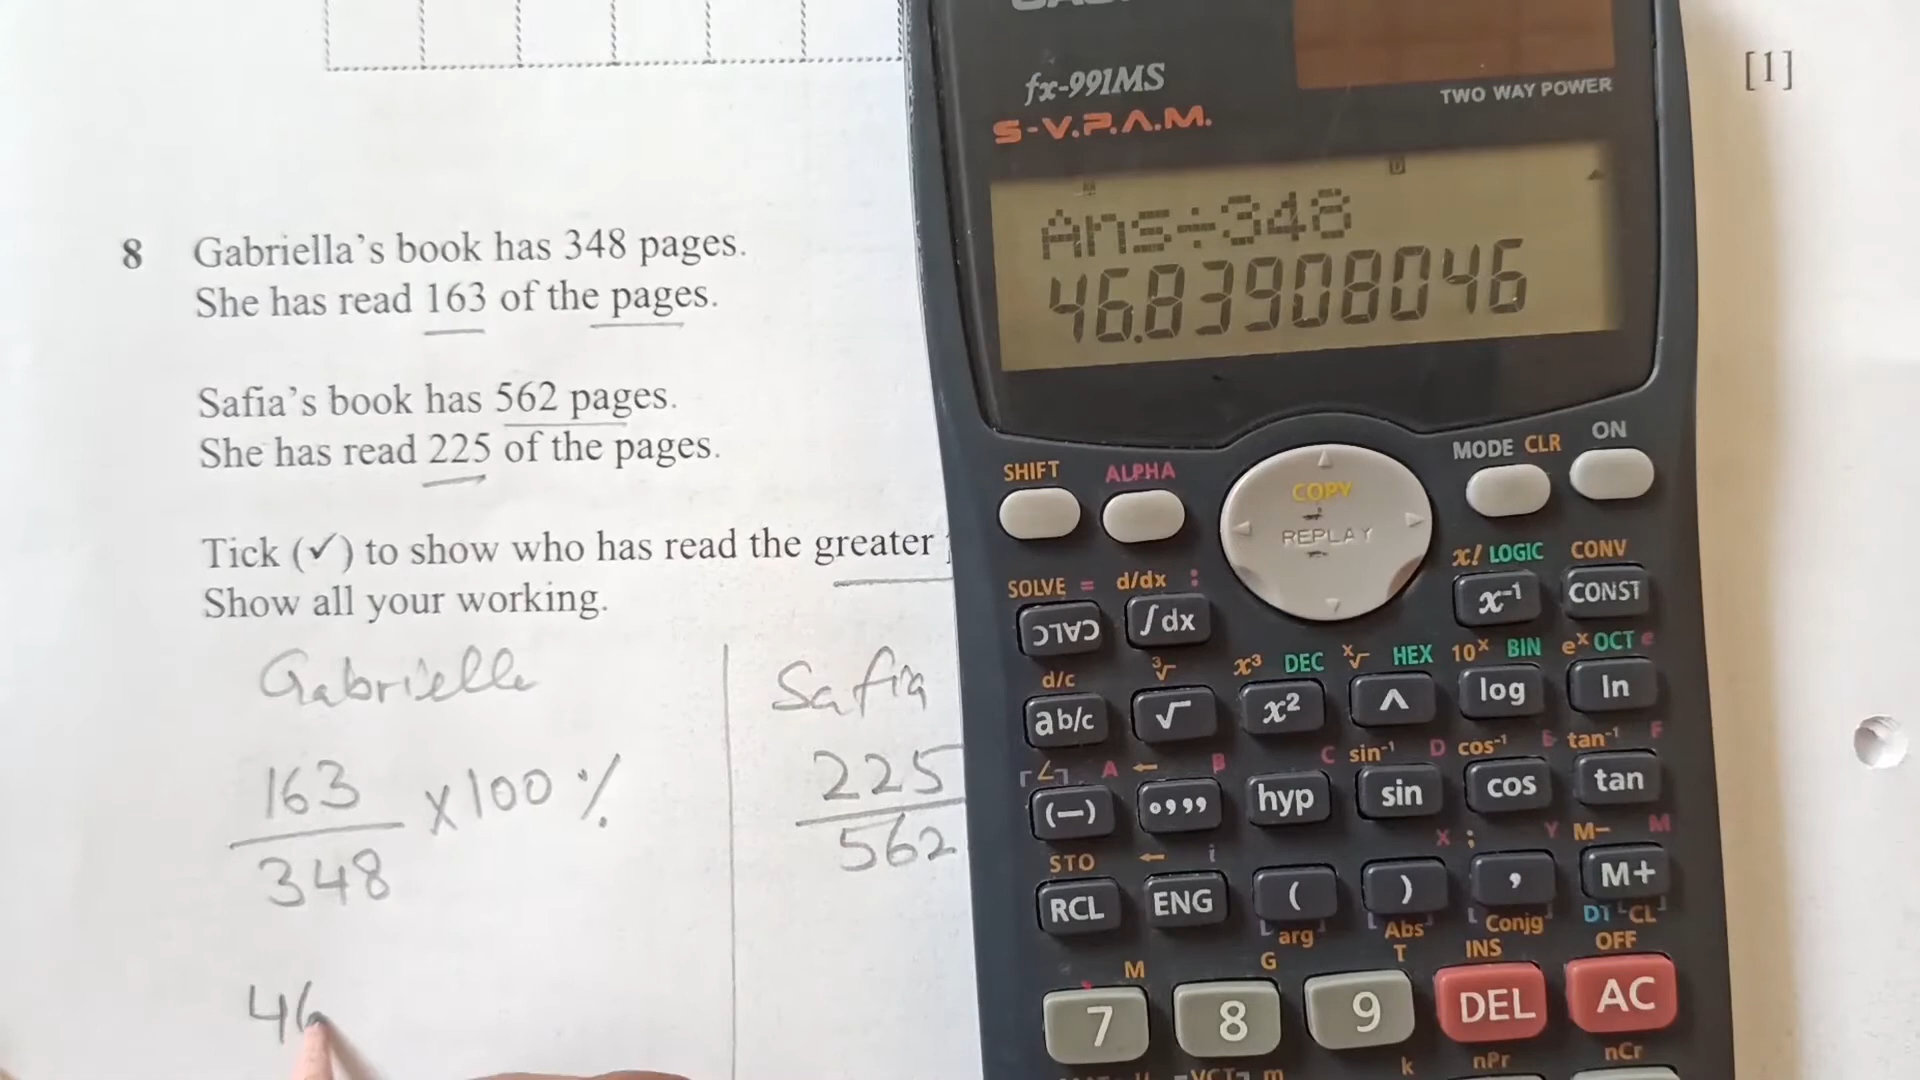 [1]
8 Gabriella's book has 348 pages.
She has read 163 of the pages.
Safia's book has 562 pages.
She has read 225 of the pages.
Tick (✓) to show who has read the greater
Show all your working.
Gabrielle
163
348
×100 %
46
Safia
225
562
fx-991MS
TWO WAY POWER
S-V.P.A.M.
Ans÷348
46.83908046
SHIFT ALPHA MODE CLR ON
COPY
REPLAY
SOLVE = d/dx : x! LOGIC CONV
CALC ∫dx x⁻¹ CONST
d/c ³√ x³ DEC ˣ√ HEX 10ˣ BIN eˣ OCT e
ab/c √ x² ^ log ln
∠ A ← B C sin⁻¹ D cos⁻¹ E tan⁻¹ F
(−) °,,, hyp sin cos tan
STO ← i X ; Y M− M
RCL ENG ( ) , M+
arg Abs Conjg DT CL
M G T INS OFF
7 8 9 DEL AC
k nPr nCr
m